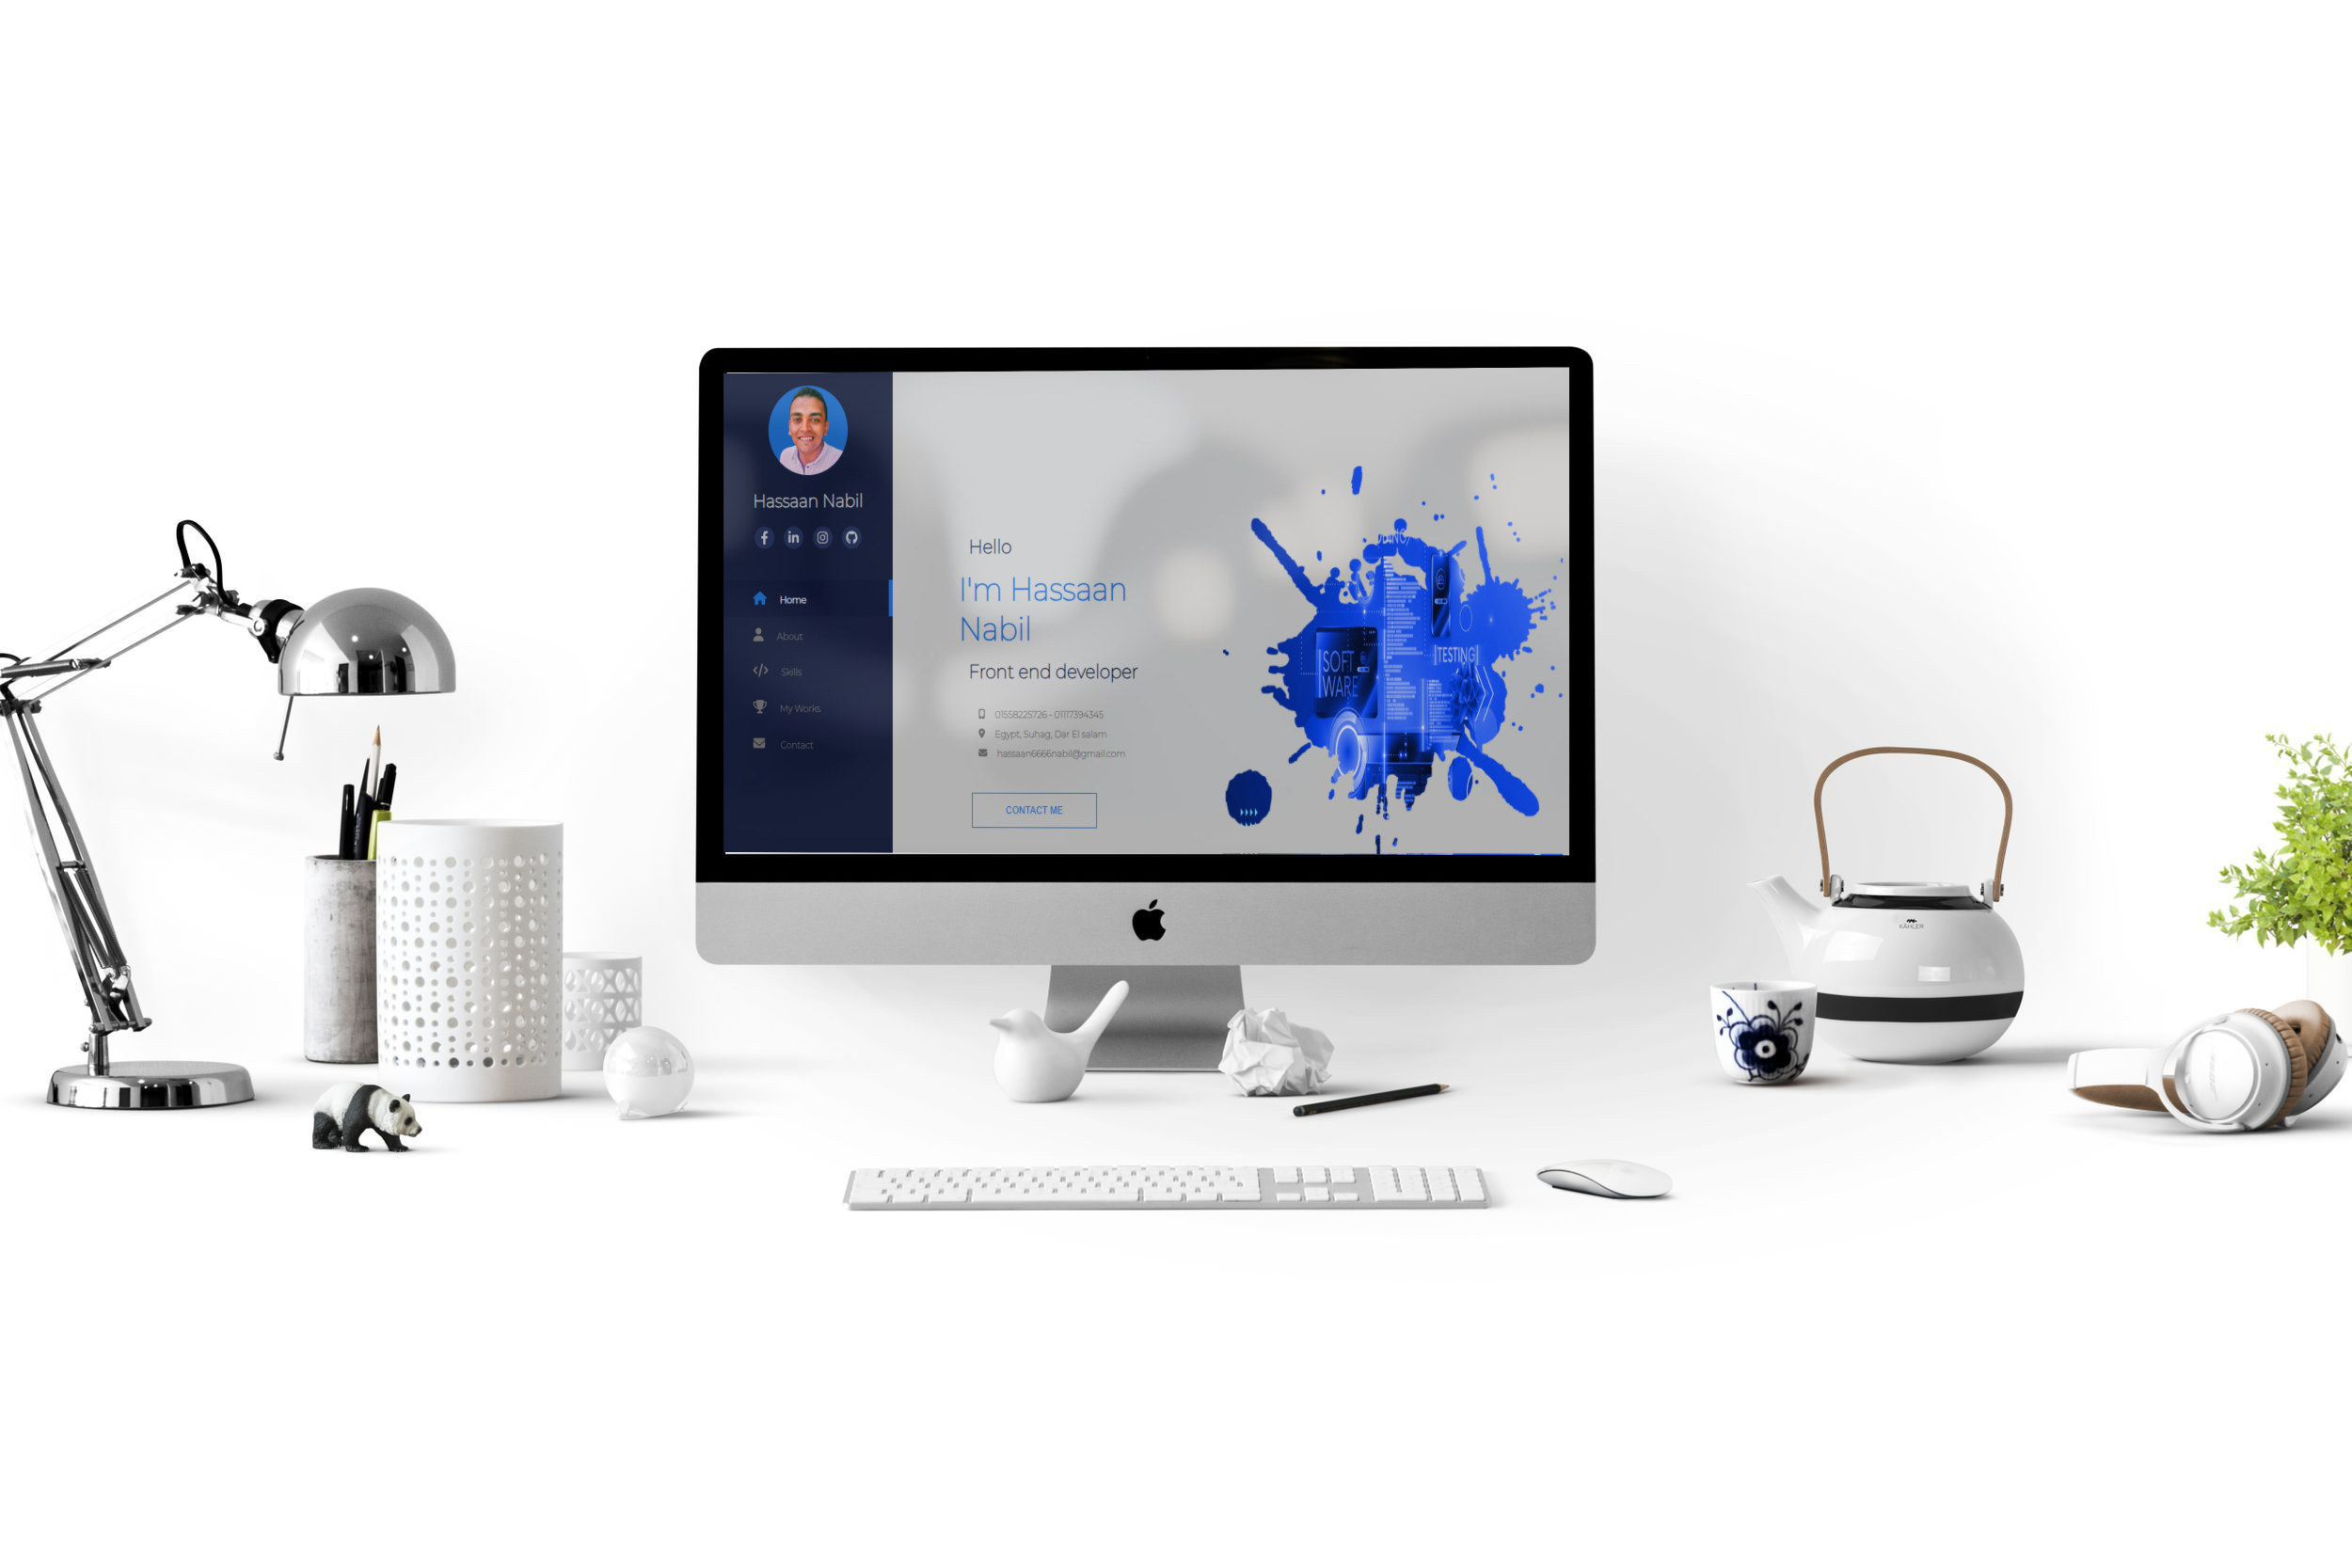 Hassaan Nabil
Home
About
Skills
My Works
Contact
Hello
I'm Hassaan
Nabil
Front end developer
01558225726 - 01117394345
Egypt, Suhag, Dar El salam
hassaan6666nabil@gmail.com
CONTACT ME
SOFT
WARE
TESTING
KÄHLER